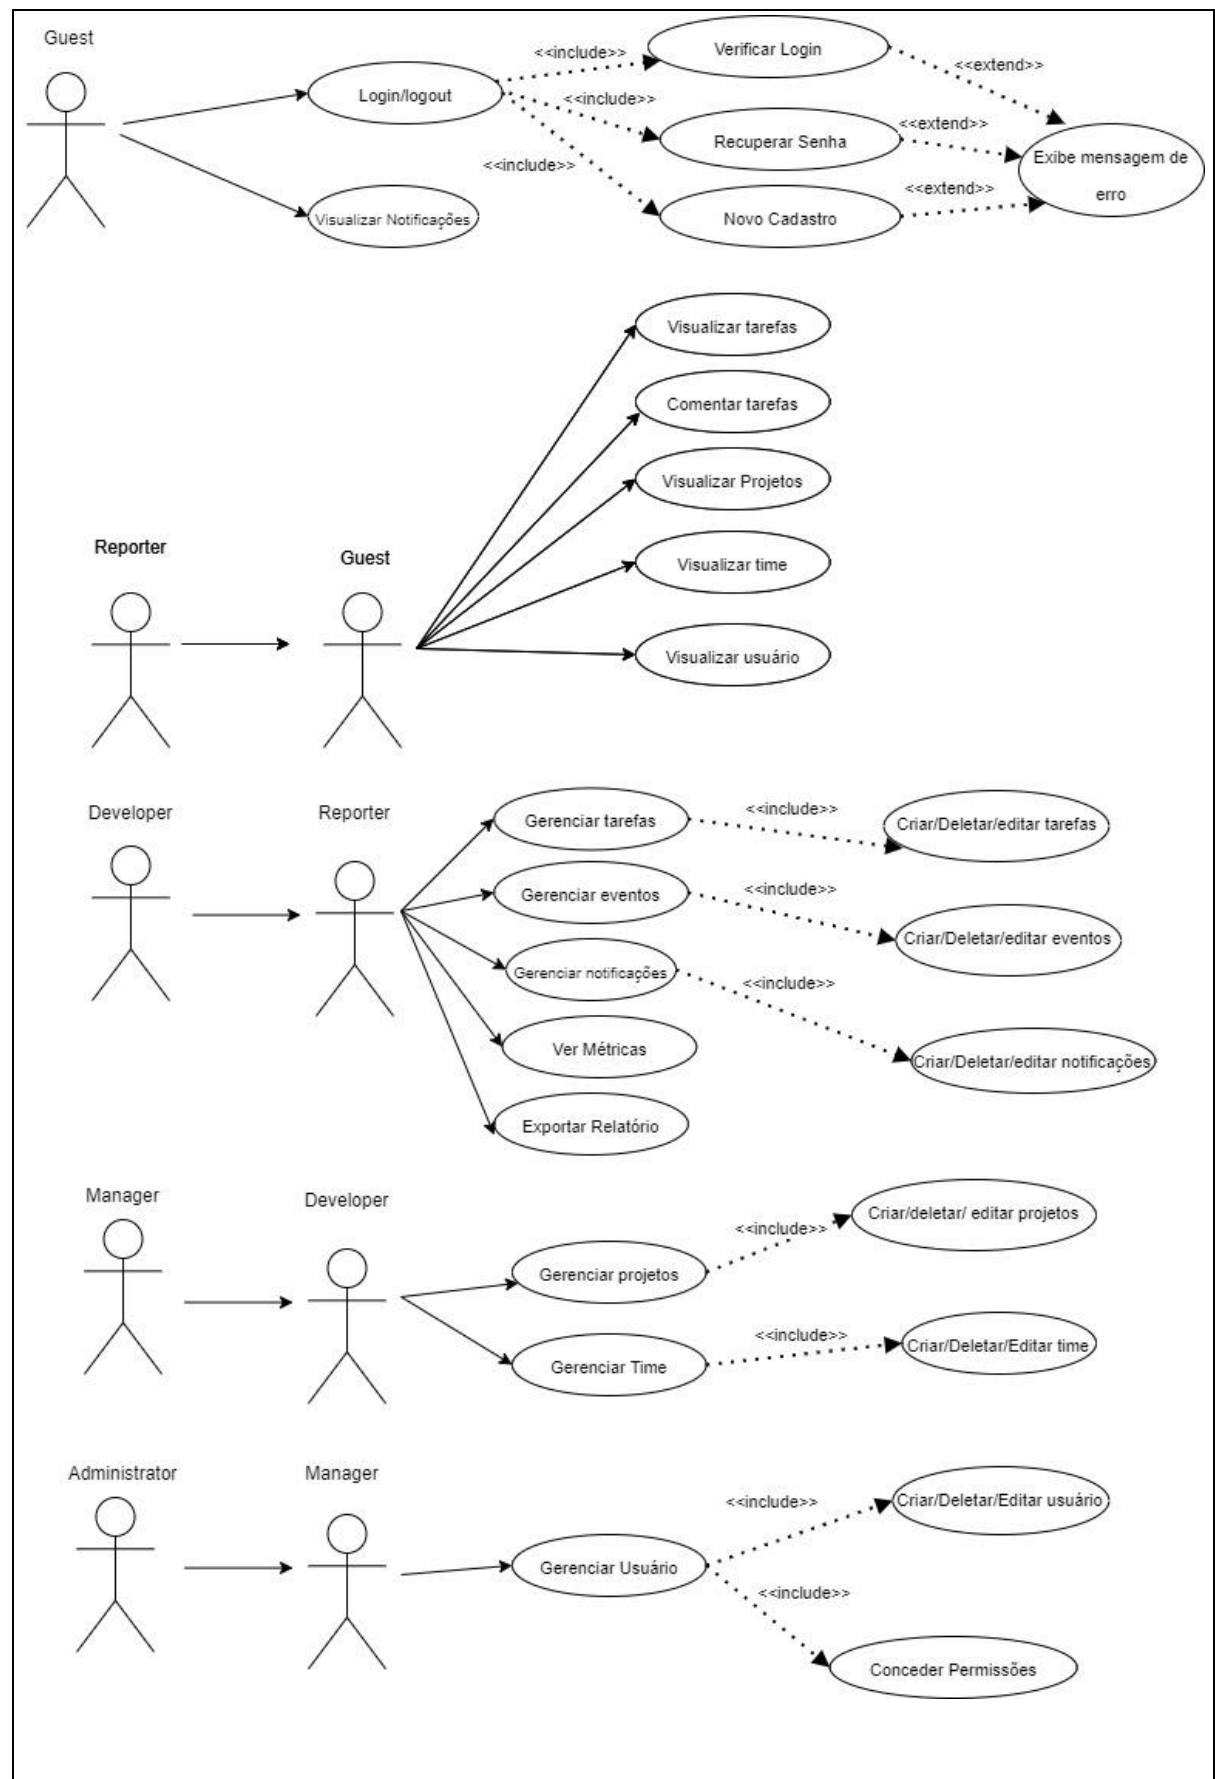 Guest
Login/logout
Visualizar Notificações
<<include>>
<<include>>
<<include>>
Verificar Login
Recuperar Senha
Novo Cadastro
<<extend>>
<<extend>>
<<extend>>
Exibe mensagem de
erro
Reporter
Guest
Visualizar tarefas
Comentar tarefas
Visualizar Projetos
Visualizar time
Visualizar usuário
Developer
Reporter
Gerenciar tarefas
<<include>>
Criar/Deletar/editar tarefas
Gerenciar eventos
<<include>>
Criar/Deletar/editar eventos
Gerenciar notificações
<<include>>
Criar/Deletar/editar notificações
Ver Métricas
Exportar Relatório
Manager
Developer
Gerenciar projetos
<<include>>
Criar/deletar/ editar projetos
Gerenciar Time
<<include>>
Criar/Deletar/Editar time
Administrator
Manager
Gerenciar Usuário
<<include>>
Criar/Deletar/Editar usuário
<<include>>
Conceder Permissões